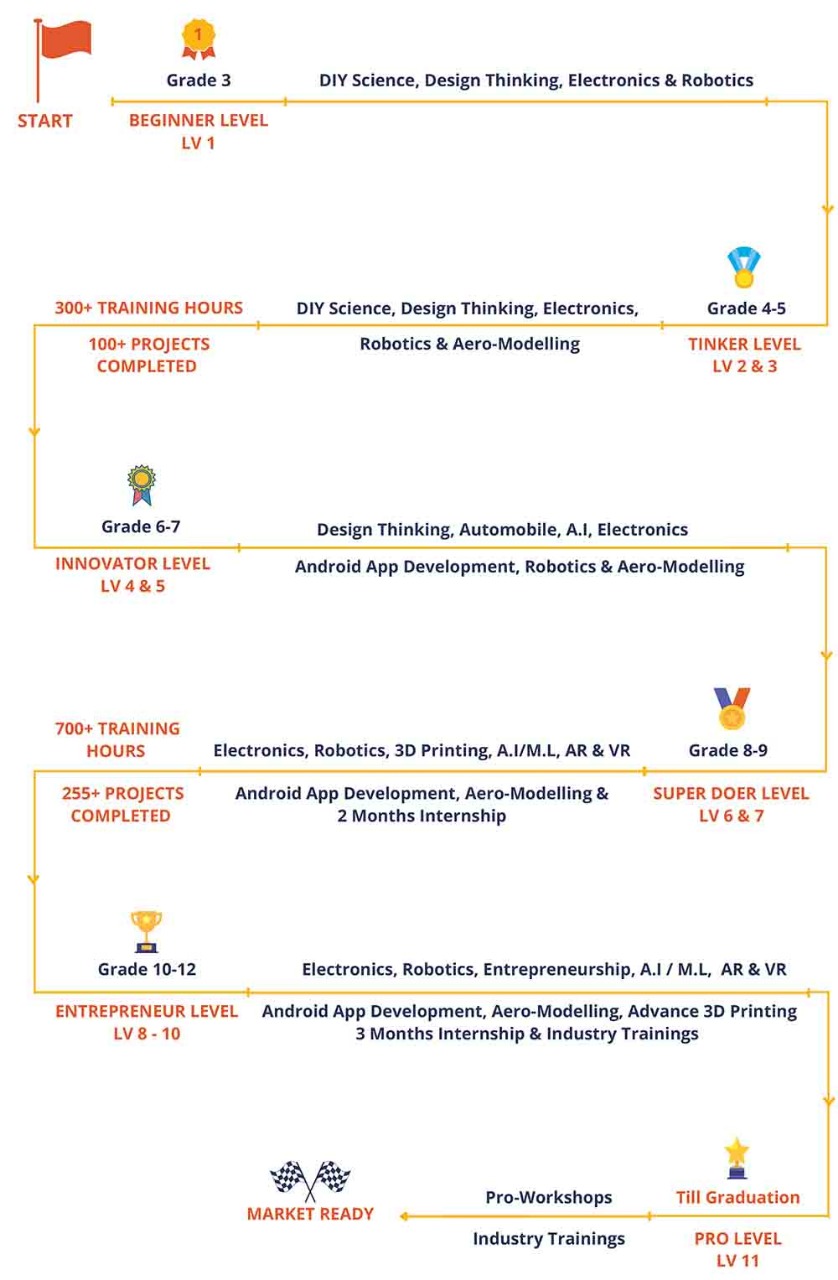 1
START
Grade 3
BEGINNER LEVEL
LV 1
DIY Science, Design Thinking, Electronics & Robotics
Grade 4-5
TINKER LEVEL
LV 2 & 3
DIY Science, Design Thinking, Electronics,
Robotics & Aero-Modelling
300+ TRAINING HOURS
100+ PROJECTS
COMPLETED
Grade 6-7
INNOVATOR LEVEL
LV 4 & 5
Design Thinking, Automobile, A.I, Electronics
Android App Development, Robotics & Aero-Modelling
Grade 8-9
SUPER DOER LEVEL
LV 6 & 7
Electronics, Robotics, 3D Printing, A.I/M.L, AR & VR
Android App Development, Aero-Modelling &
2 Months Internship
700+ TRAINING
HOURS
255+ PROJECTS
COMPLETED
Grade 10-12
ENTREPRENEUR LEVEL
LV 8 - 10
Electronics, Robotics, Entrepreneurship, A.I / M.L, AR & VR
Android App Development, Aero-Modelling, Advance 3D Printing
3 Months Internship & Industry Trainings
Till Graduation
PRO LEVEL
LV 11
Pro-Workshops
Industry Trainings
MARKET READY